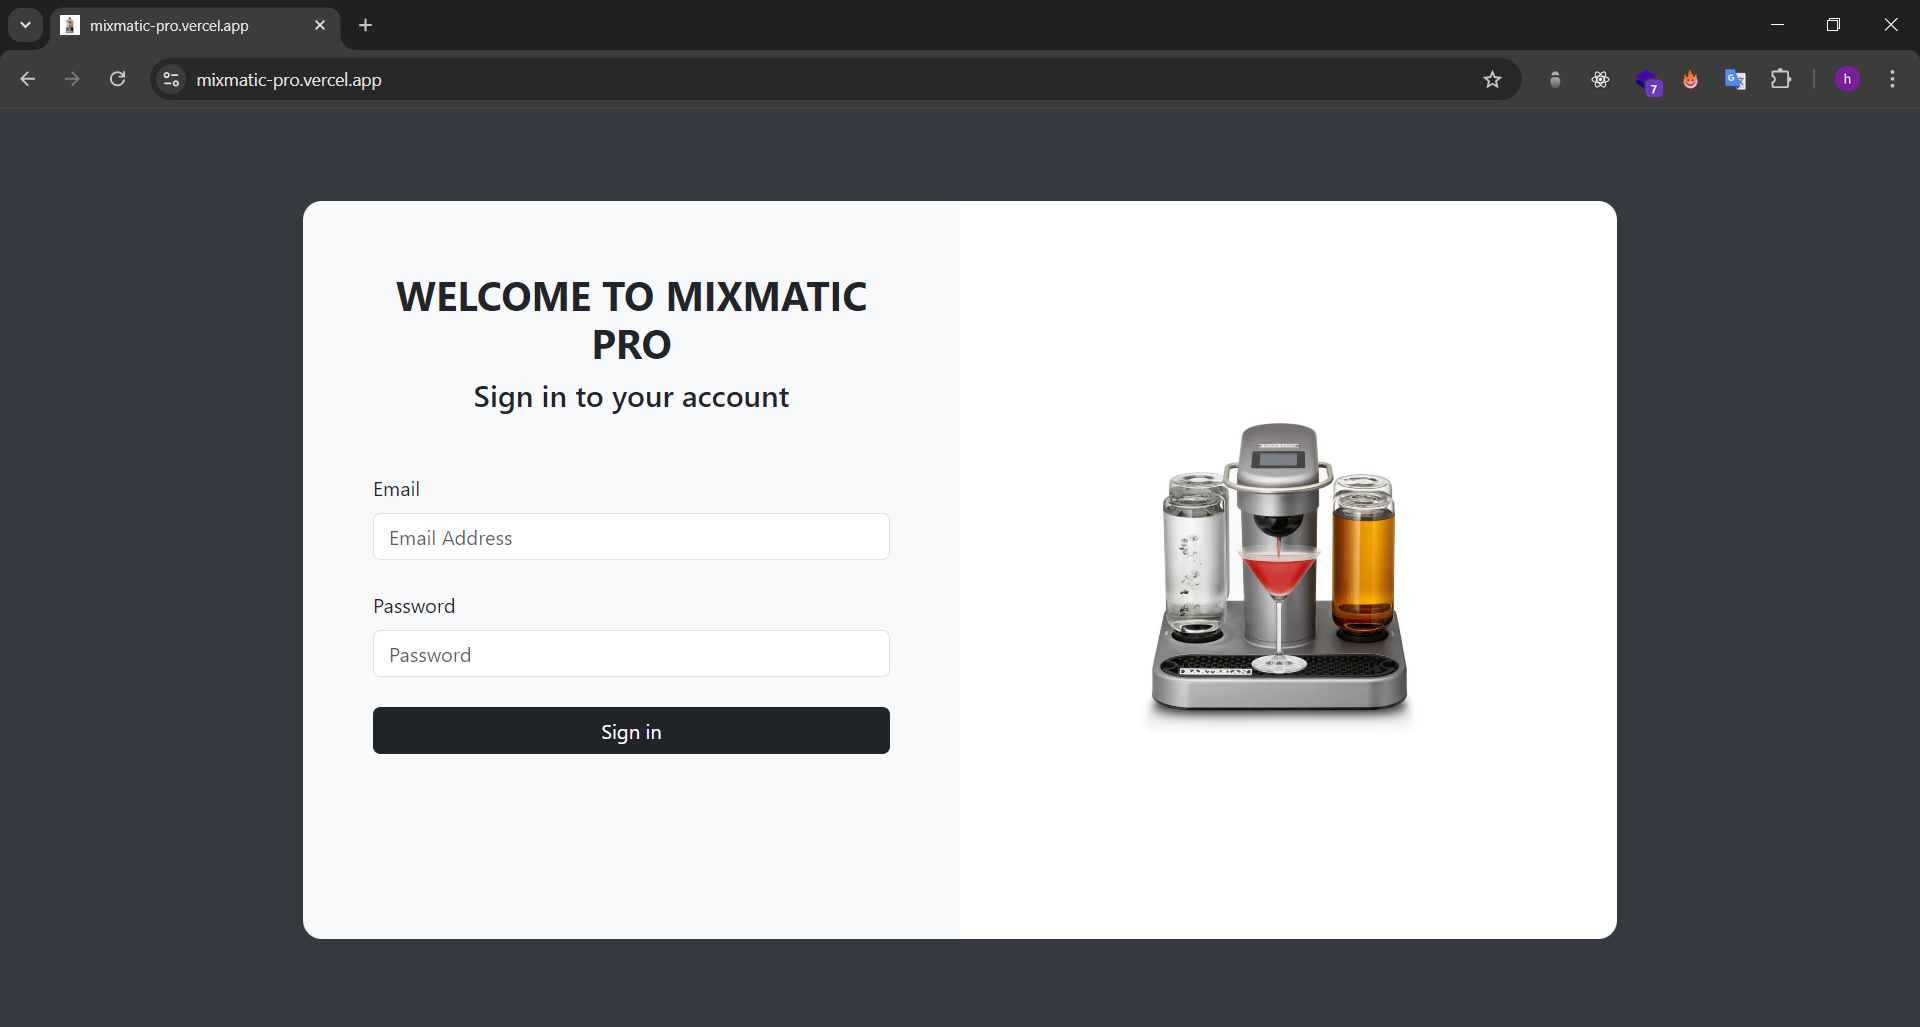 mixmatic-pro.vercel.app
mixmatic-pro.vercel.app
7
G
h
WELCOME TO MIXMATIC
PRO
Sign in to your account
Email
Email Address
Password
Password
Sign in